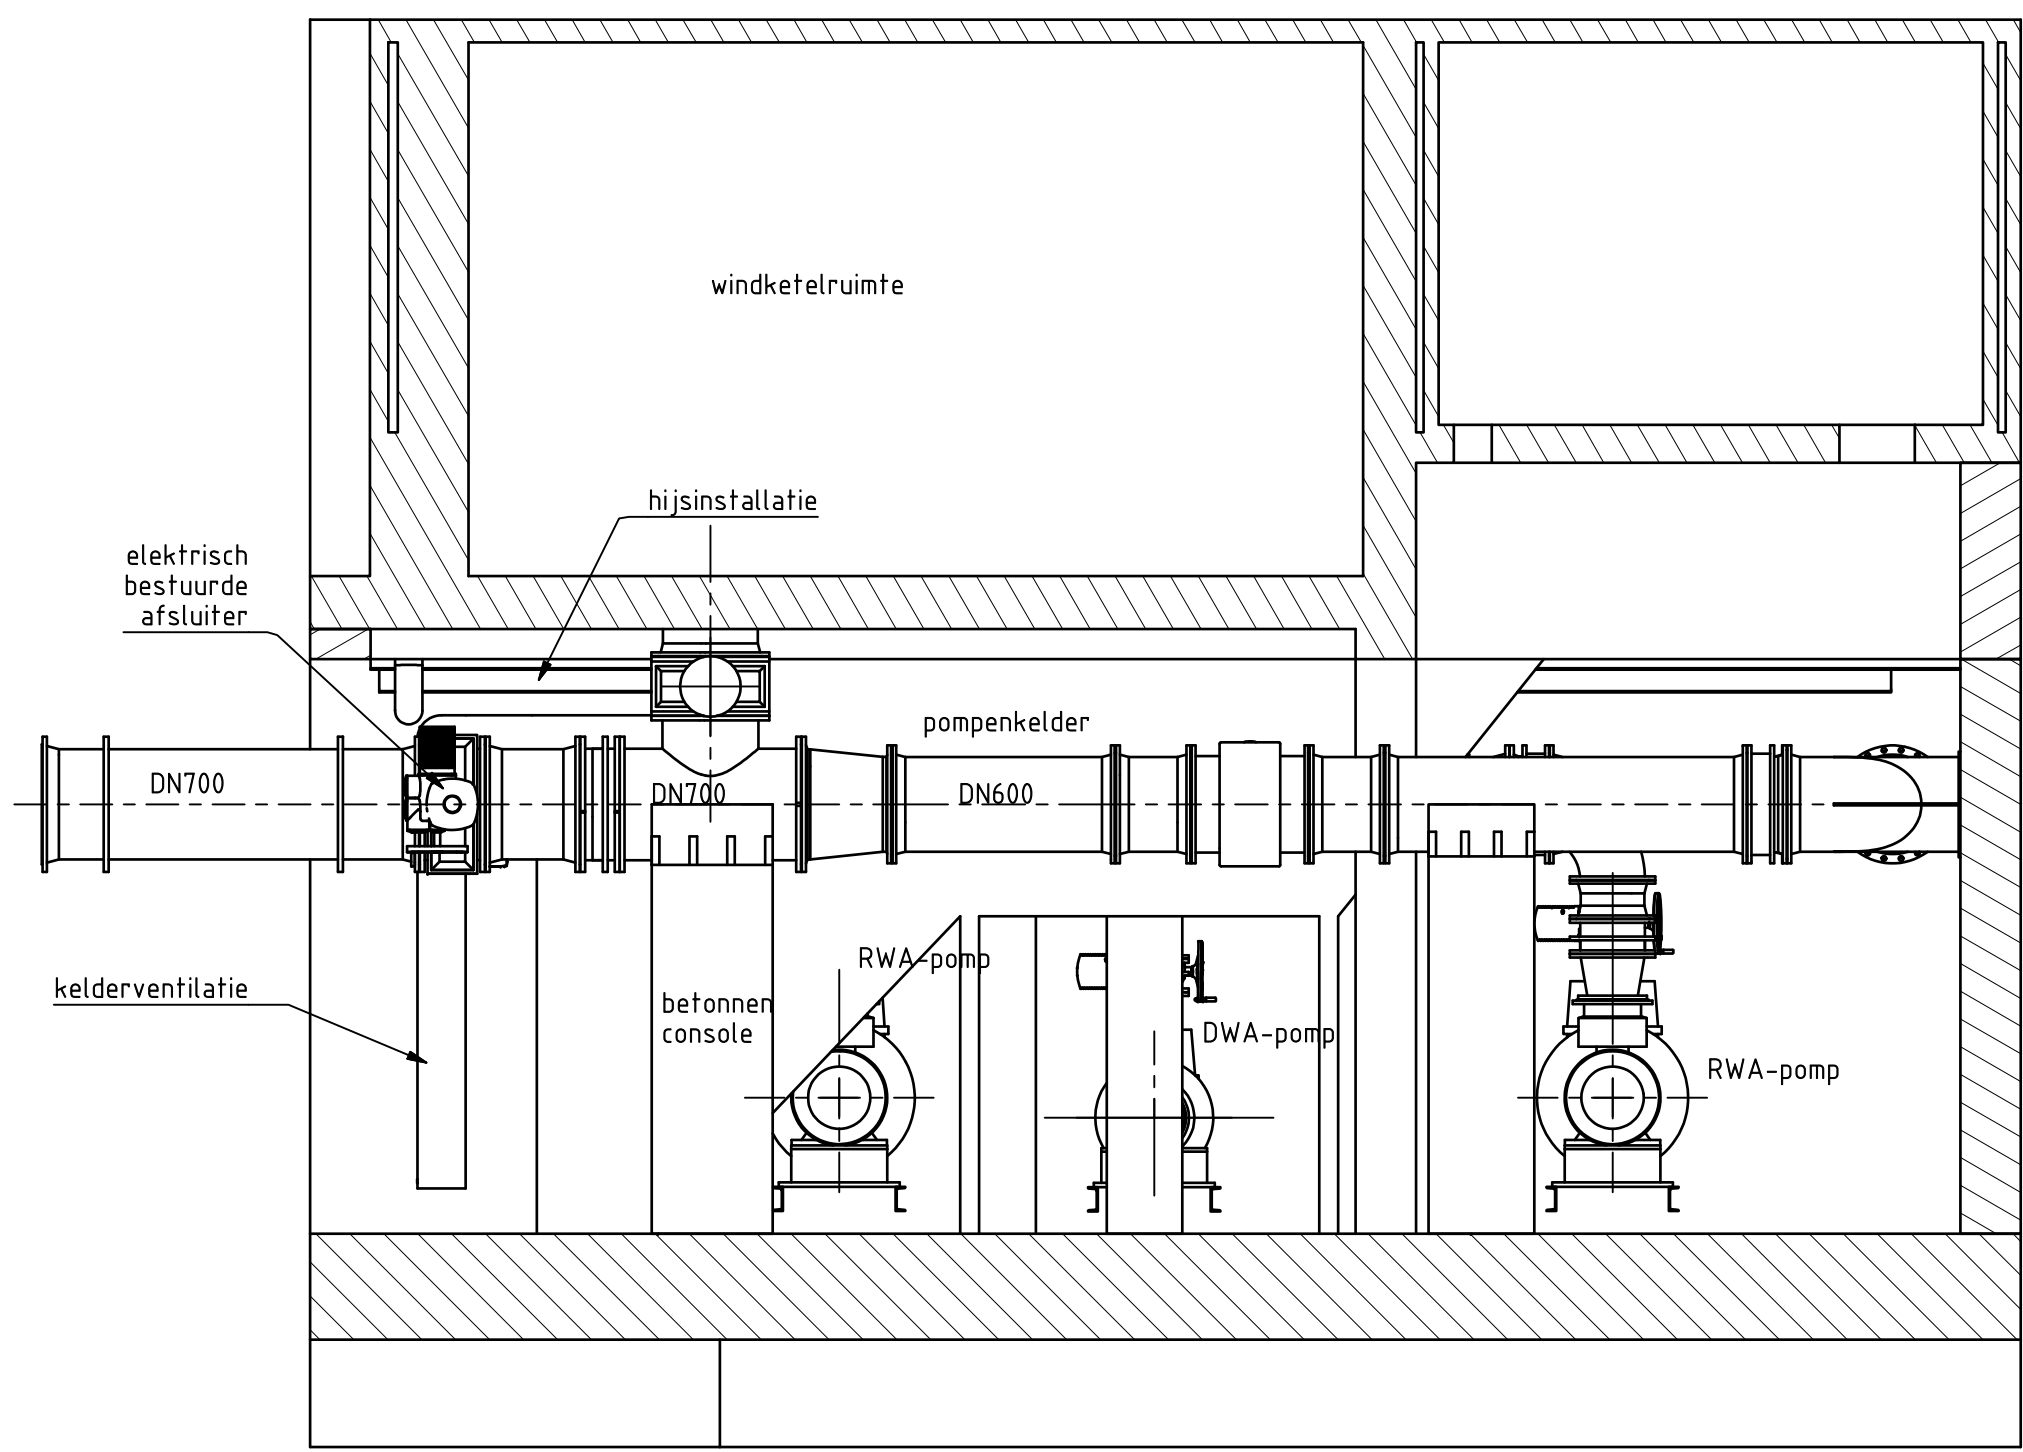 windketelruimte
hijsinstallatie
elektrisch
bestuurde
afsluiter
pompenkelder
DN700
DN700
DN600
RWA-pomp
kelderventilatie
betonnen
console
DWA-pomp
RWA-pomp